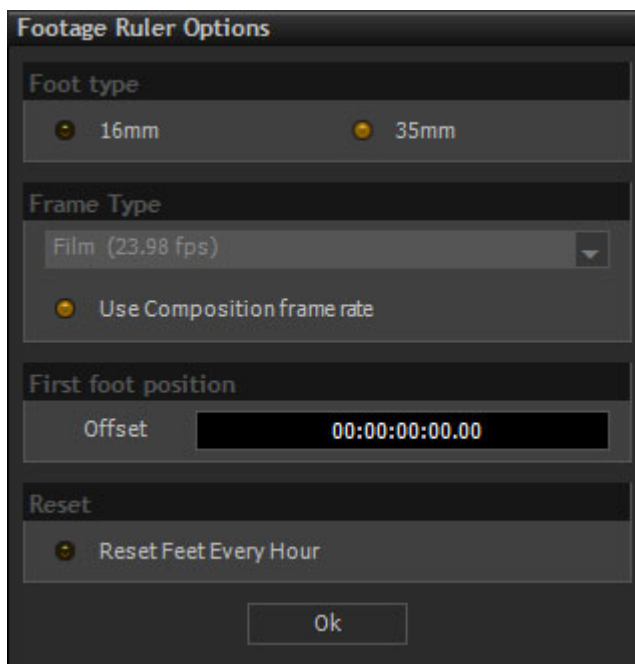 Footage Ruler Options
Foot type
16mm 35mm
Frame Type
Film (23.98 fps)
Use Composition frame rate
First foot position
Offset 00:00:00:00.00
Reset
Reset Feet Every Hour
Ok